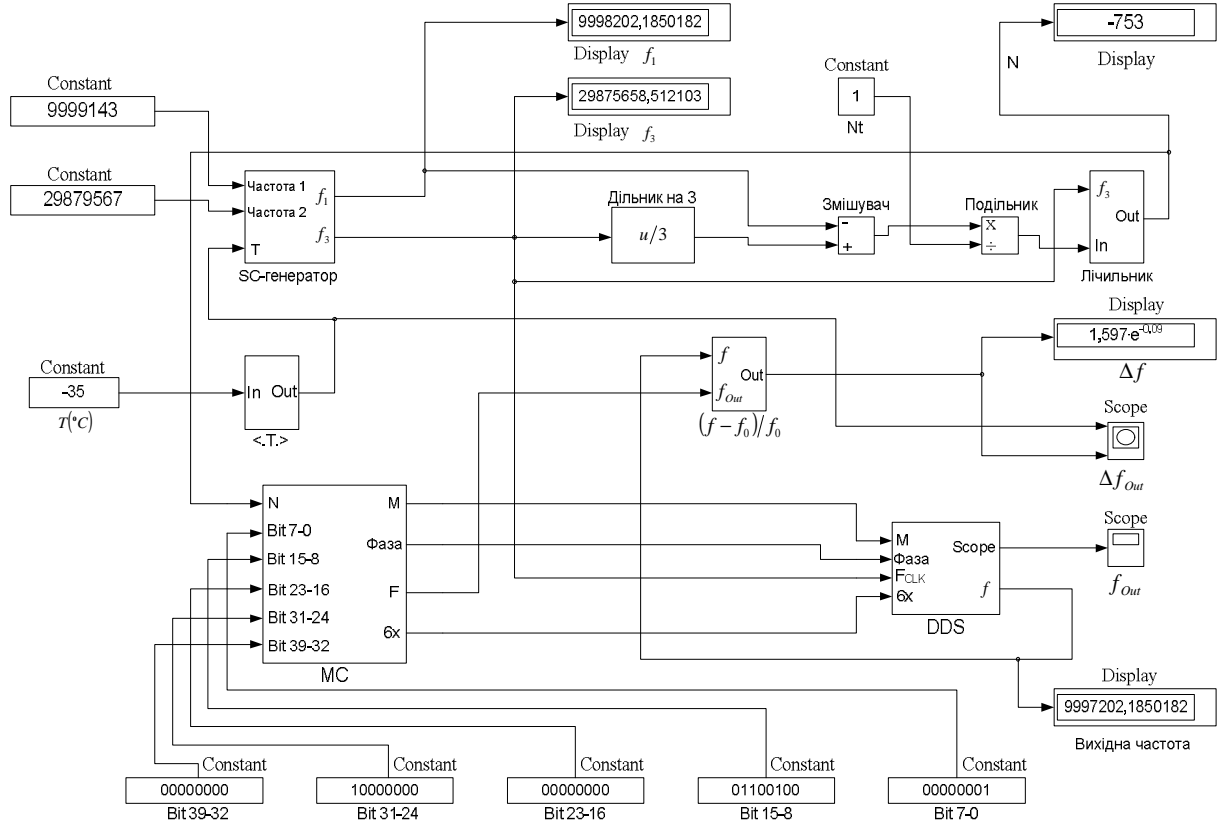 9998202,1850182
Display f₁
-753
Display
N
Constant
9999143
29875658,512103
Display f₃
Constant
1
Nt
Constant
29879567
Частота 1
Частота 2
T
f₁
f₃
SC-генератор
Дільник на 3
u/3
Змішувач
-
+
Подільник
X
÷
f₃
Out
In
Лічильник
Constant
-35
T(°C)
In Out
<.T.>
f
f_Out
Out
(f − f₀)/f₀
Display
1,597·e^-0,09
Δf
Scope
Δf_Out
N
Bit 7-0
Bit 15-8
Bit 23-16
Bit 31-24
Bit 39-32
M
Фаза
F
6x
MC
M
Фаза
F_CLK
6x
Scope
f
DDS
Scope
f_Out
Display
9997202,1850182
Вихідна частота
Constant
00000000
Bit 39-32
Constant
10000000
Bit 31-24
Constant
00000000
Bit 23-16
Constant
01100100
Bit 15-8
Constant
00000001
Bit 7-0